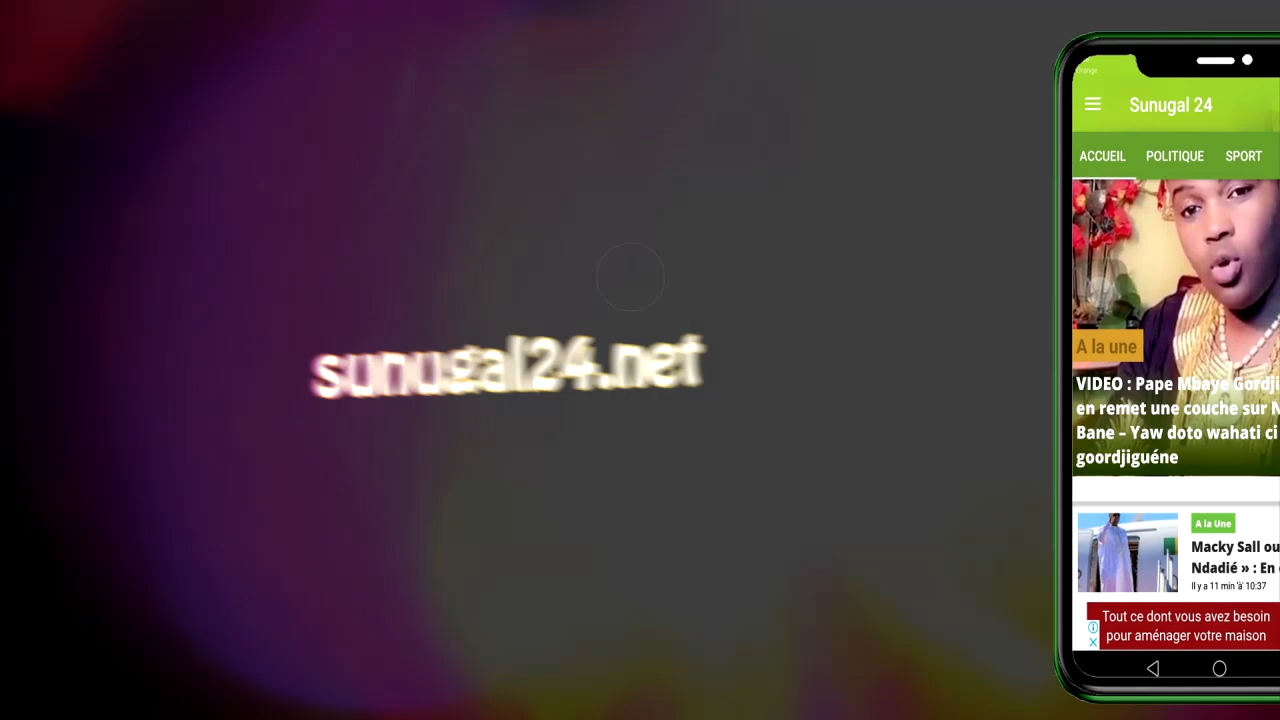 sunugal24.net
Orange
Sunugal 24
ACCUEIL POLITIQUE SPORT
A la une
VIDEO : Pape Mbaye Gordji
en remet une couche sur
Bane – Yaw doto wahati ci
goordjiguéne
A la Une
Macky Sall
Ndadié » : En
Il y a 11 min 'à' 10:37
Tout ce dont vous avez besoin
pour aménager votre maison